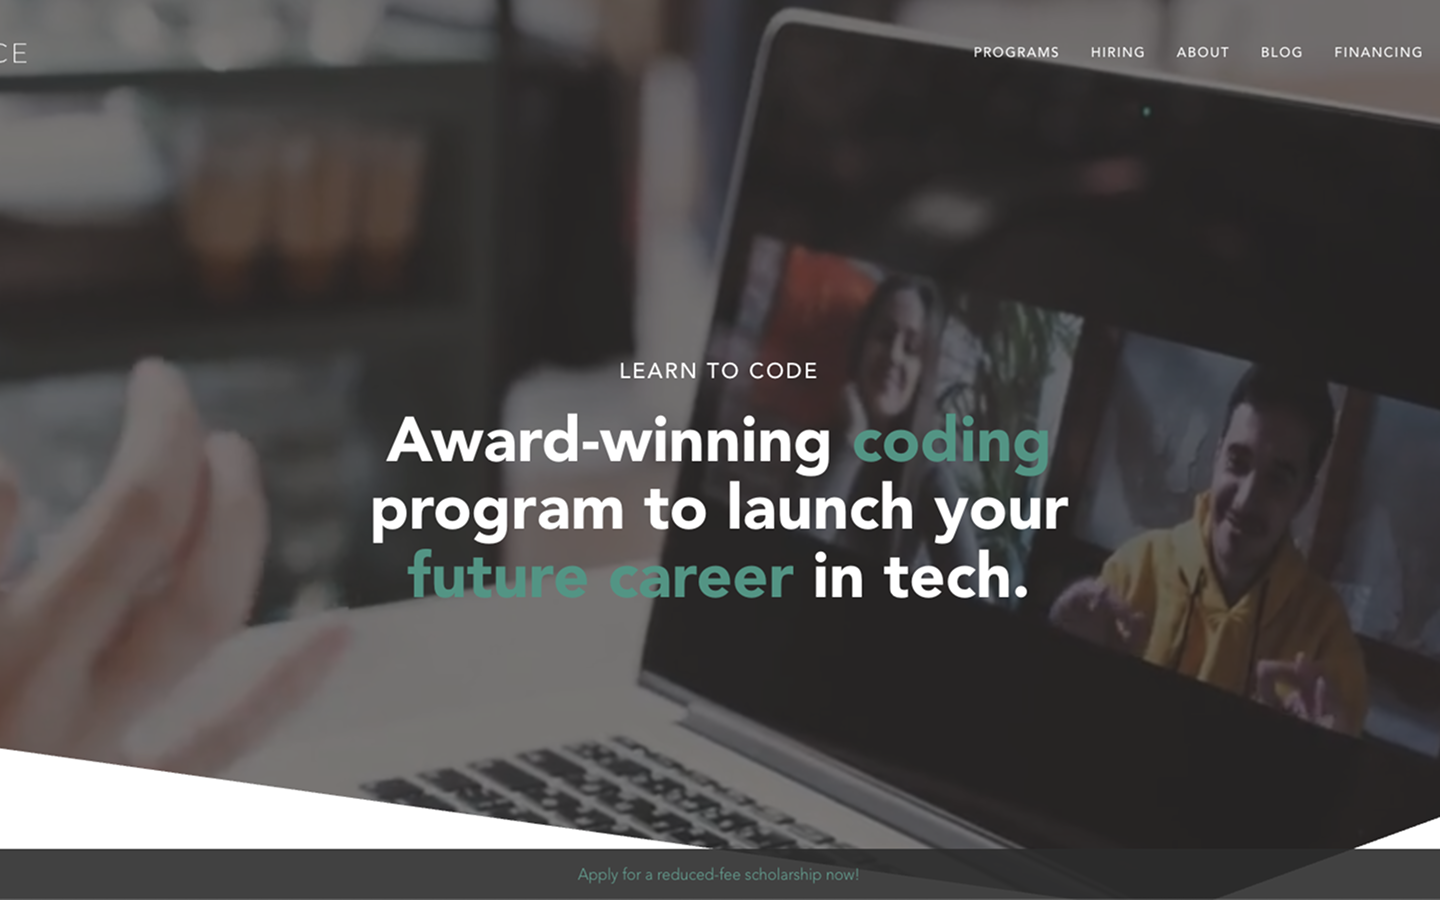 CE
PROGRAMS HIRING ABOUT BLOG FINANCING
LEARN TO CODE
Award-winning coding
program to launch your
future career in tech.
Apply for a reduced-fee scholarship now!